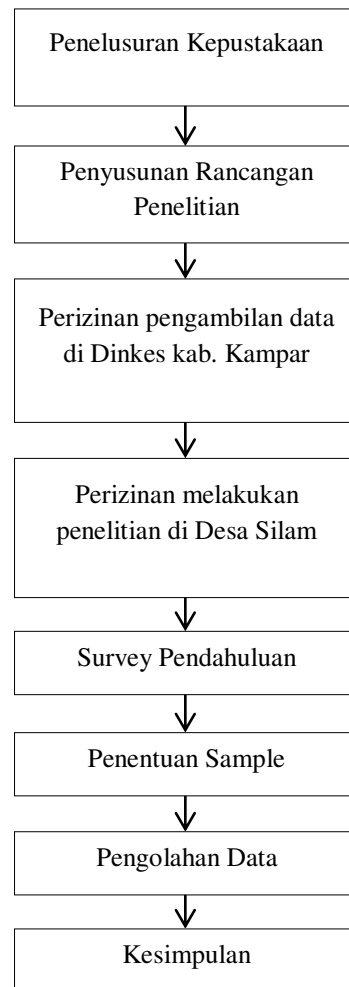 Penelusuran Kepustakaan
Penyusunan Rancangan
Penelitian
Perizinan pengambilan data
di Dinkes kab. Kampar
Perizinan melakukan
penelitian di Desa Silam
Survey Pendahuluan
Penentuan Sample
Pengolahan Data
Kesimpulan